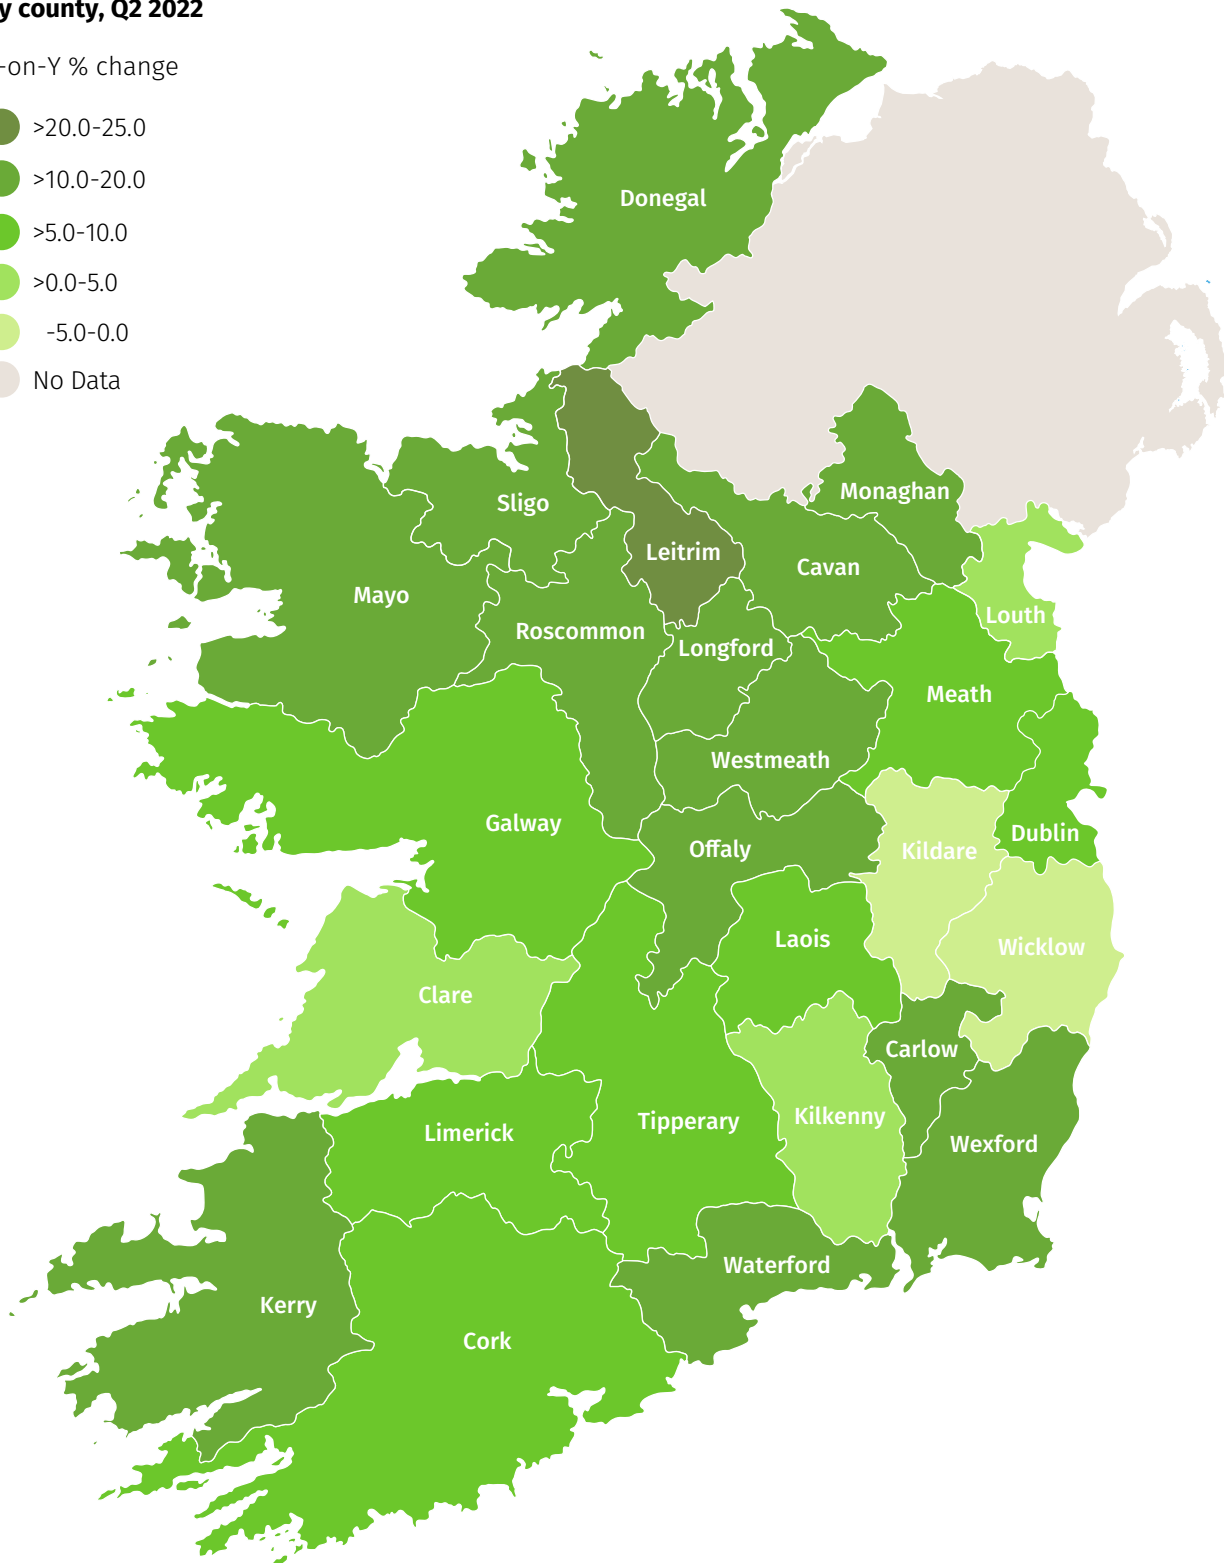 y county, Q2 2022
-on-Y % change
>20.0-25.0
>10.0-20.0
>5.0-10.0
>0.0-5.0
-5.0-0.0
No Data
Donegal
Monaghan
Sligo
Leitrim
Cavan
Mayo
Louth
Roscommon
Longford
Meath
Westmeath
Galway
Dublin
Offaly
Kildare
Laois
Wicklow
Clare
Carlow
Kilkenny
Tipperary
Limerick
Wexford
Waterford
Kerry
Cork